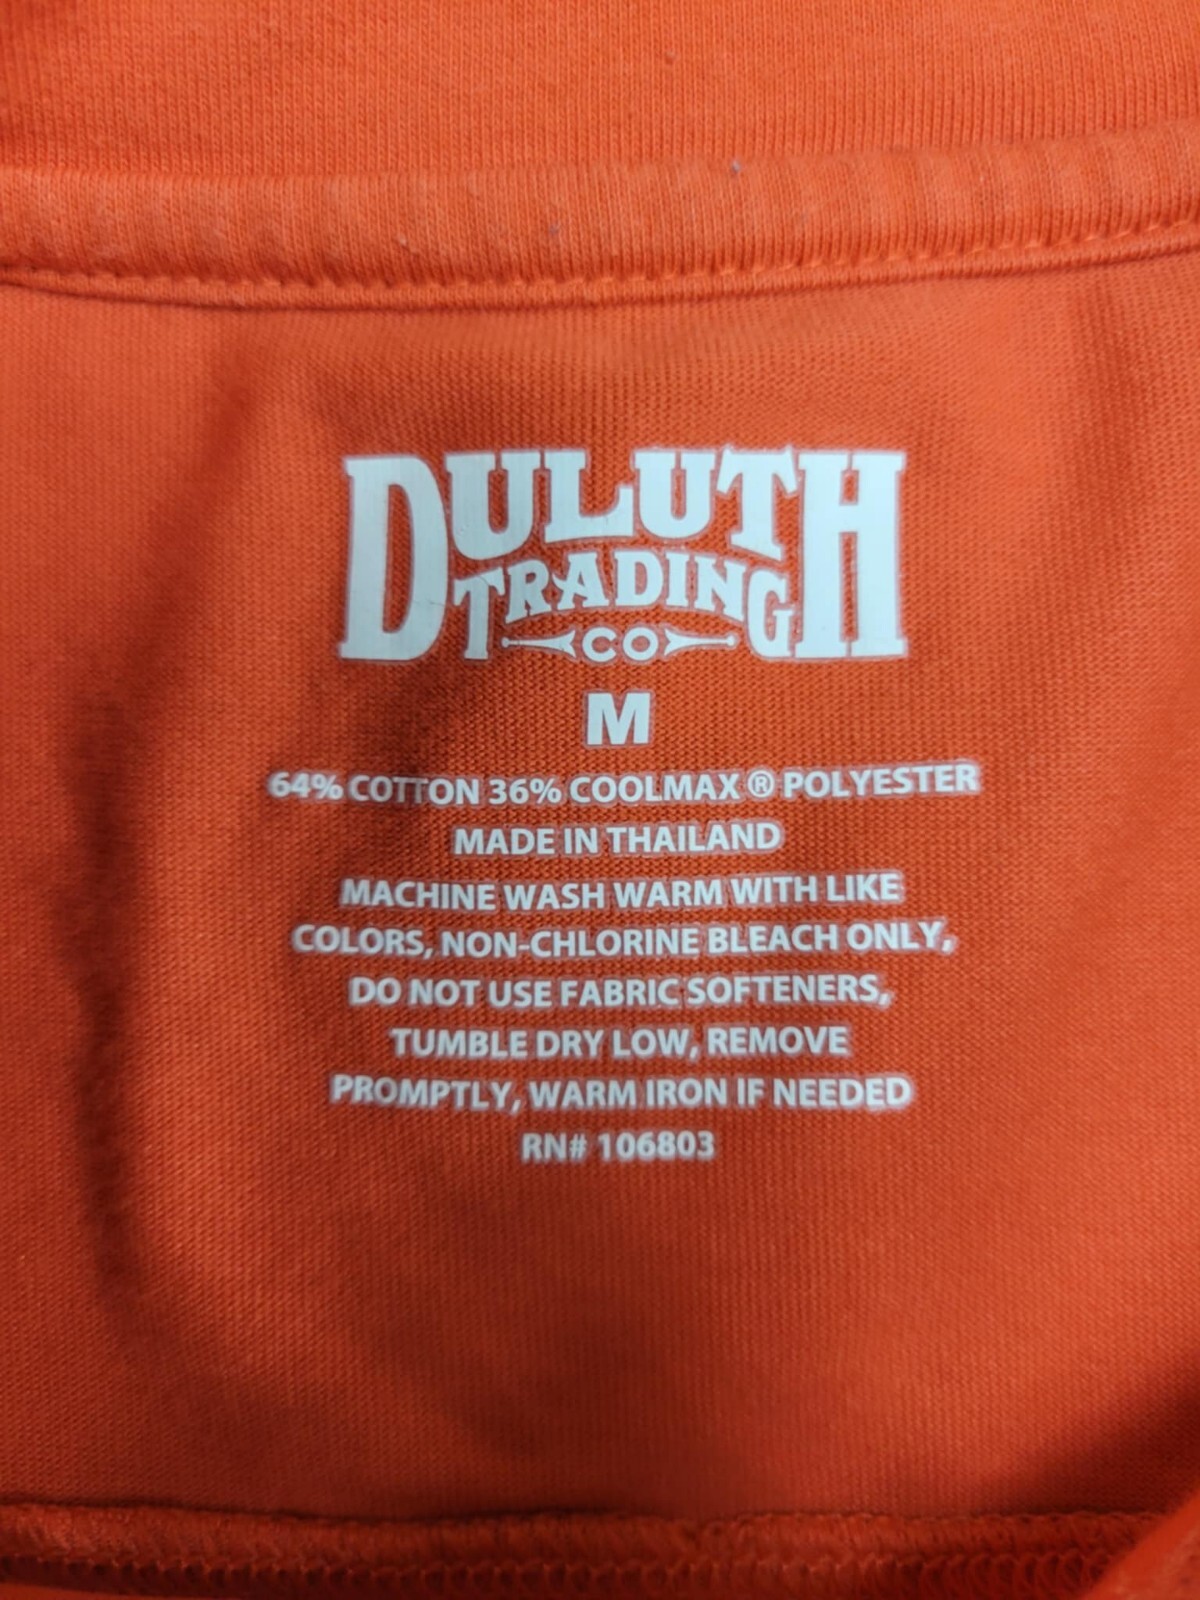 DULUTH
TRADING
CO
M
64% COTTON 36% COOLMAX ® POLYESTER
MADE IN THAILAND
MACHINE WASH WARM WITH LIKE
COLORS, NON-CHLORINE BLEACH ONLY,
DO NOT USE FABRIC SOFTENERS,
TUMBLE DRY LOW, REMOVE
PROMPTLY, WARM IRON IF NEEDED
RN# 106803